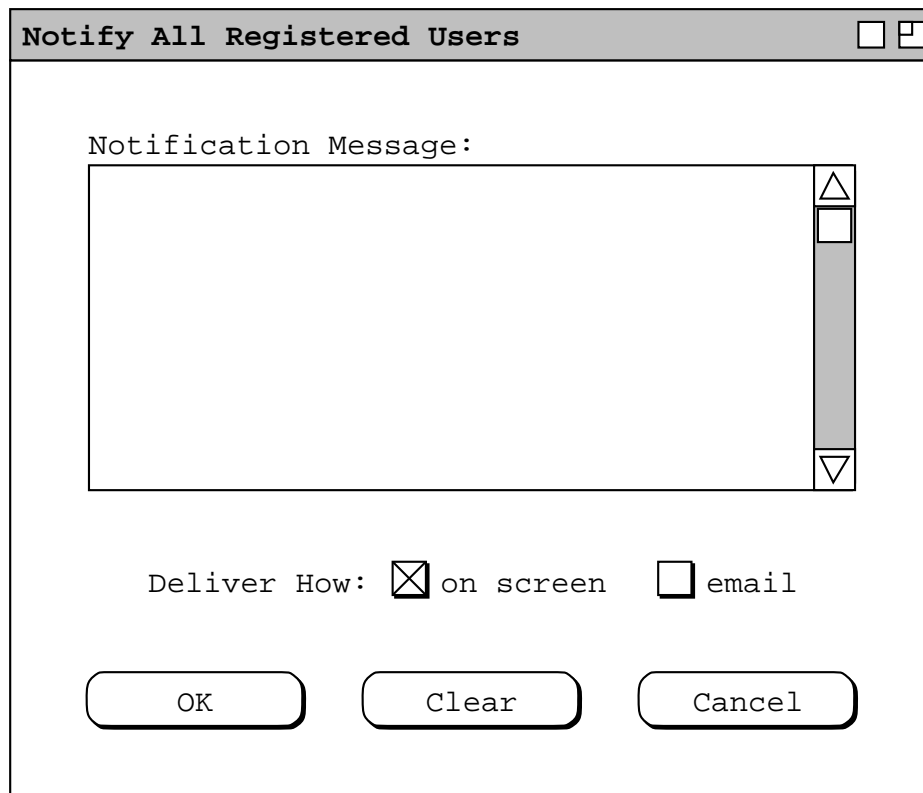 Notify All Registered Users
Notification Message:
Deliver How: on screen email
OK Clear Cancel